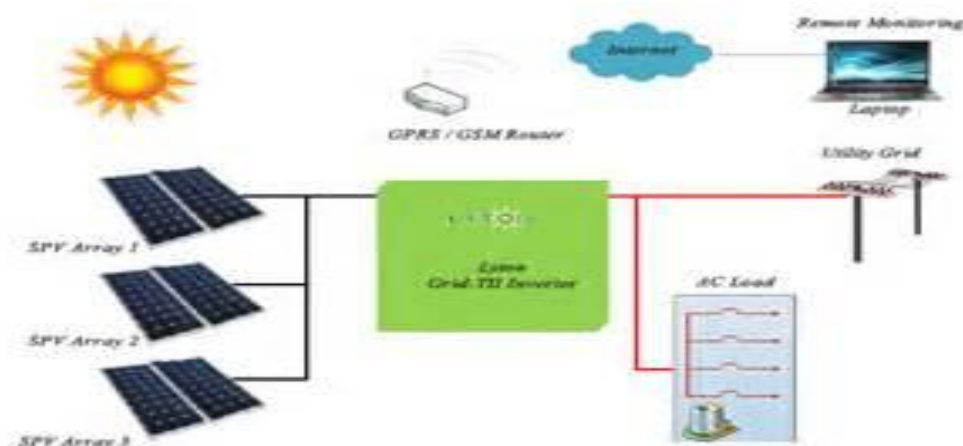 Remote Monitoring
Internet
Laptop
GPRS / GSM Router
Utility Grid
SPV Array 1
Grid
Inverter
AC Load
SPV Array 2
SPV Array 3